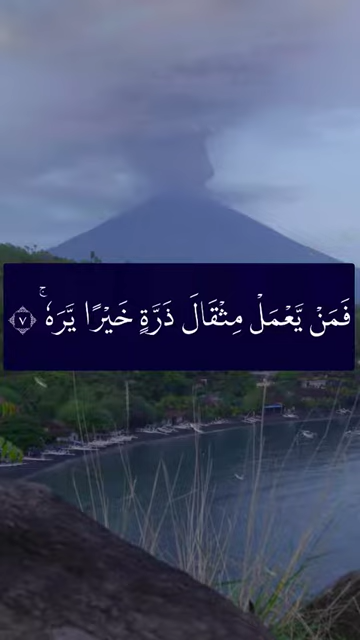 فَمَنْ يَّعْمَلْ مِثْقَالَ ذَرَّةٍ خَيْرًا يَّرَهٗ ۚ ﴿٧﴾